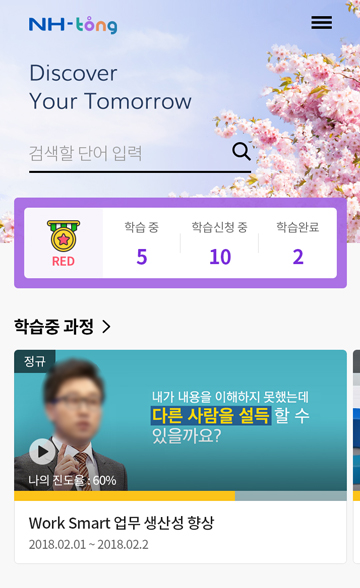 NH-tong
Discover
Your Tomorrow
검색할 단어 입력
RED
학습 중
5
학습신청 중
10
학습완료
2
학습중 과정
정규
내가 내용을 이해하지 못했는데
다른 사람을 설득 할 수
있을까요?
나의 진도율 : 60%
Work Smart 업무 생산성 향상
2018.02.01 ~ 2018.02.2